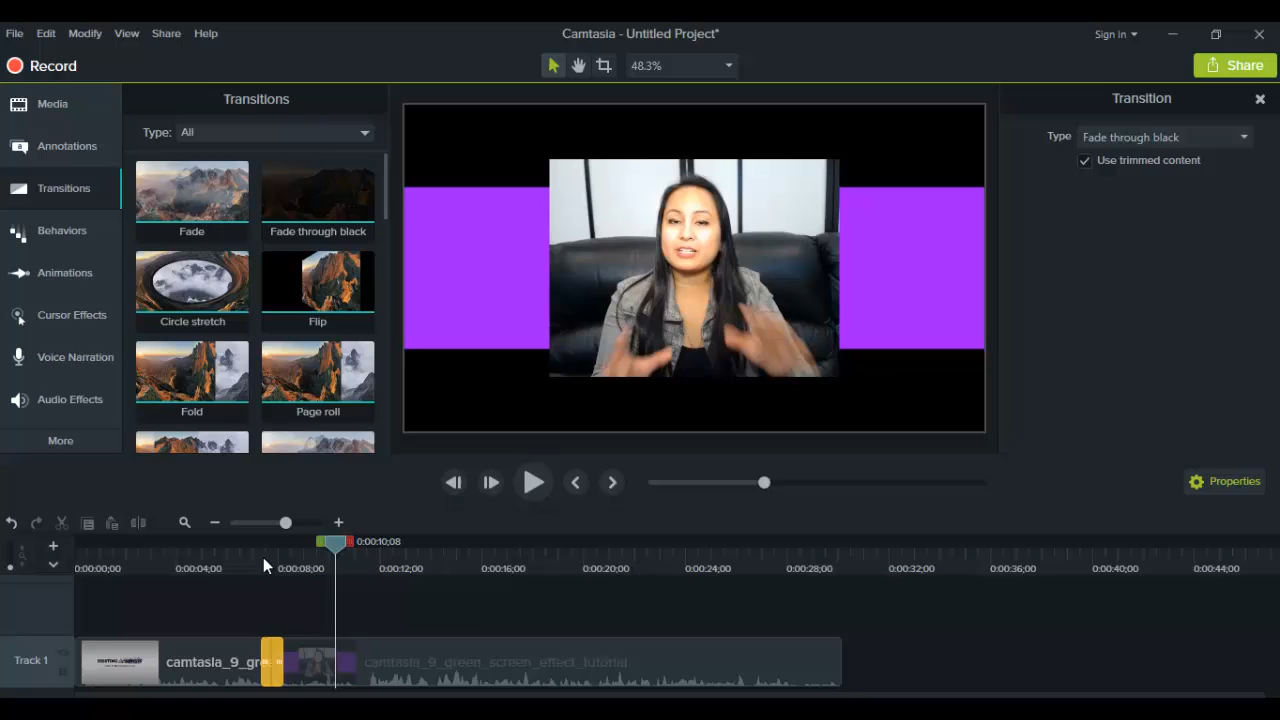 File Edit Modify View Share Help
Camtasia - Untitled Project*
Sign in
Record
48.3%
Share
Media
Annotations
Transitions
Behaviors
Animations
Cursor Effects
Voice Narration
Audio Effects
More
Transitions
Type: All
Fade
Fade through black
Circle stretch
Flip
Fold
Page roll
Transition
Type Fade through black
Use trimmed content
Properties
0:00:10;08
0:00:00;00 0:00:04;00 0:00:08;00 0:00:12;00 0:00:16;00 0:00:20;00 0:00:24;00 0:00:28;00 0:00:32;00 0:00:36;00 0:00:40;00 0:00:44;00
Track 1
camtasia_9_gre
camtasia_9_green_screen_effect_tutorial